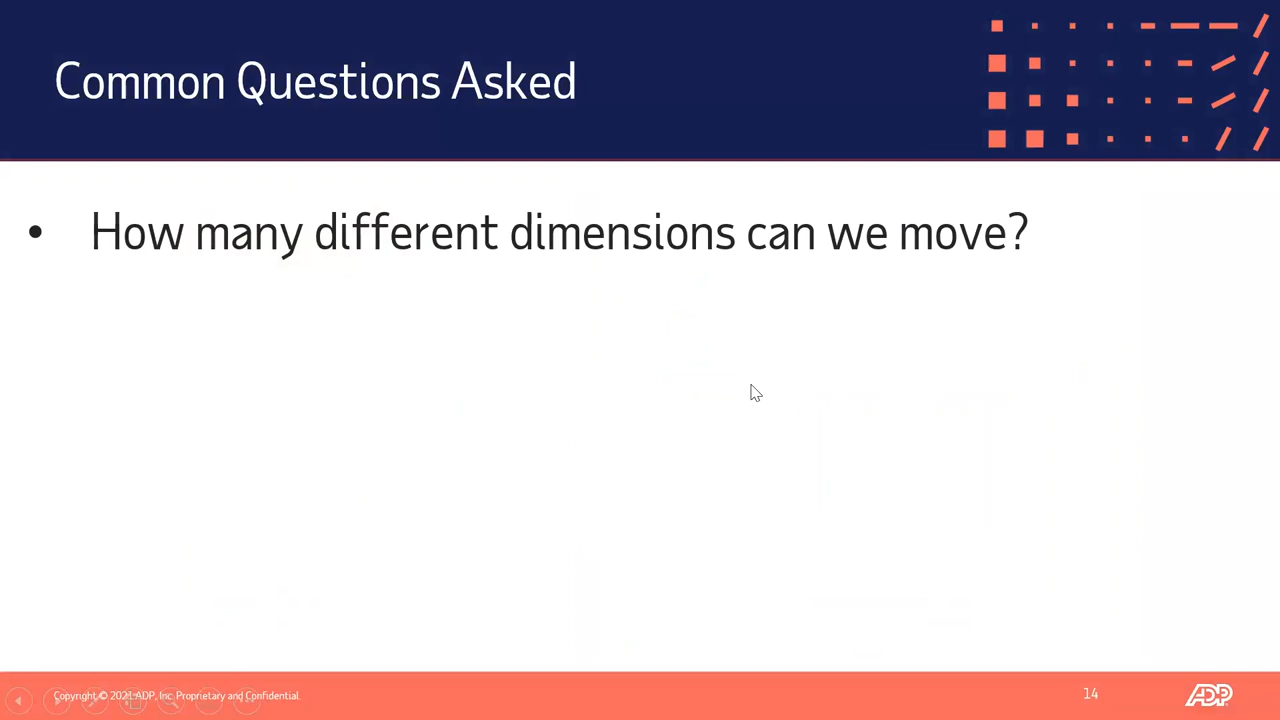 Common Questions Asked
• How many different dimensions can we move?
Copyright © 2021 ADP, Inc. Proprietary and Confidential.
14
ADP